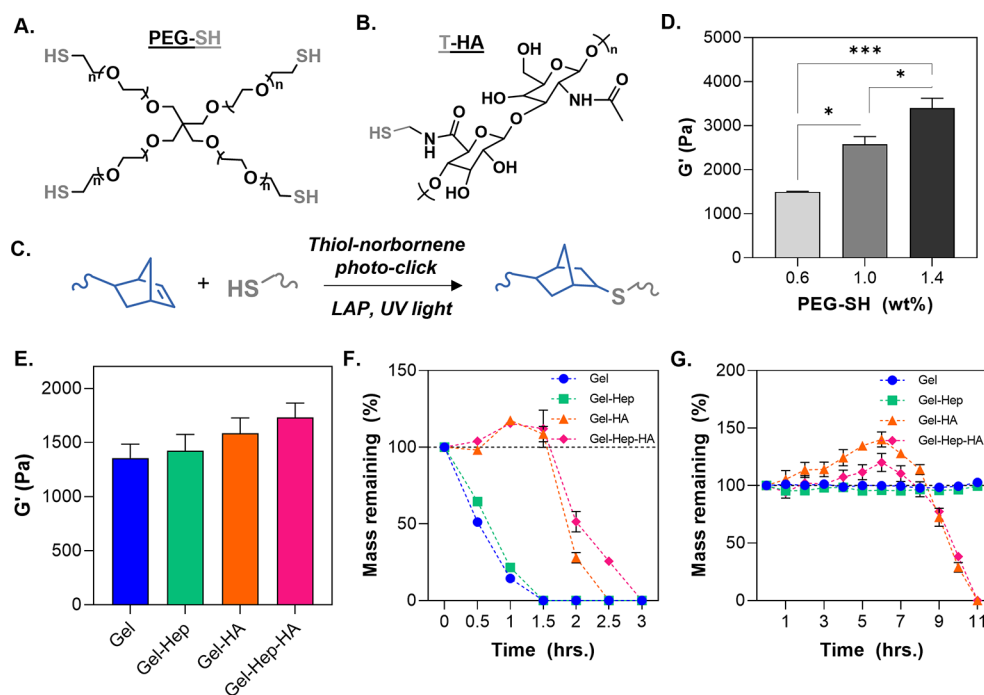 A.
PEG-SH
HS
SH
n
O
O
O
O
n
O
O
O
O
n
n
HS
SH
B.
T-HA
OH
HO
O
O
O
n
HS
NH
O
O
NH
O
O
O
HO
OH
C.
+
HS
Thiol-norbornene
photo-click
LAP, UV light
S
D.
G' (Pa)
5000
4000
3000
2000
1000
0
***
*
*
0.6 1.0 1.4
PEG-SH (wt%)
E.
G' (Pa)
2000
1500
1000
500
0
Gel
Gel-Hep
Gel-HA
Gel-Hep-HA
F.
Mass remaining (%)
150
100
50
0
Gel
Gel-Hep
Gel-HA
Gel-Hep-HA
0 0.5 1 1.5 2 2.5 3
Time (hrs.)
G.
Mass remaining (%)
200
150
100
50
0
Gel
Gel-Hep
Gel-HA
Gel-Hep-HA
1 3 5 7 9 11
Time (hrs.)